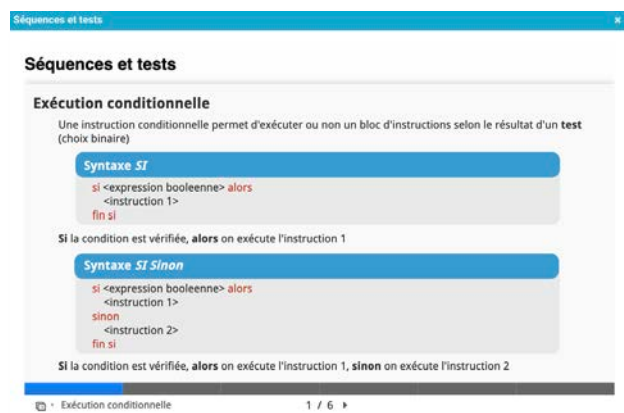 Séquences et tests
Séquences et tests
Exécution conditionnelle
Une instruction conditionnelle permet d'exécuter ou non un bloc d'instructions selon le résultat d'un test
(choix binaire)
Syntaxe SI
si <expression booleenne> alors
<instruction 1>
fin si
Si la condition est vérifiée, alors on exécute l'instruction 1
Syntaxe SI Sinon
si <expression booleenne> alors
<instruction 1>
sinon
<instruction 2>
fin si
Si la condition est vérifiée, alors on exécute l'instruction 1, sinon on exécute l'instruction 2
Exécution conditionnelle 1 / 6